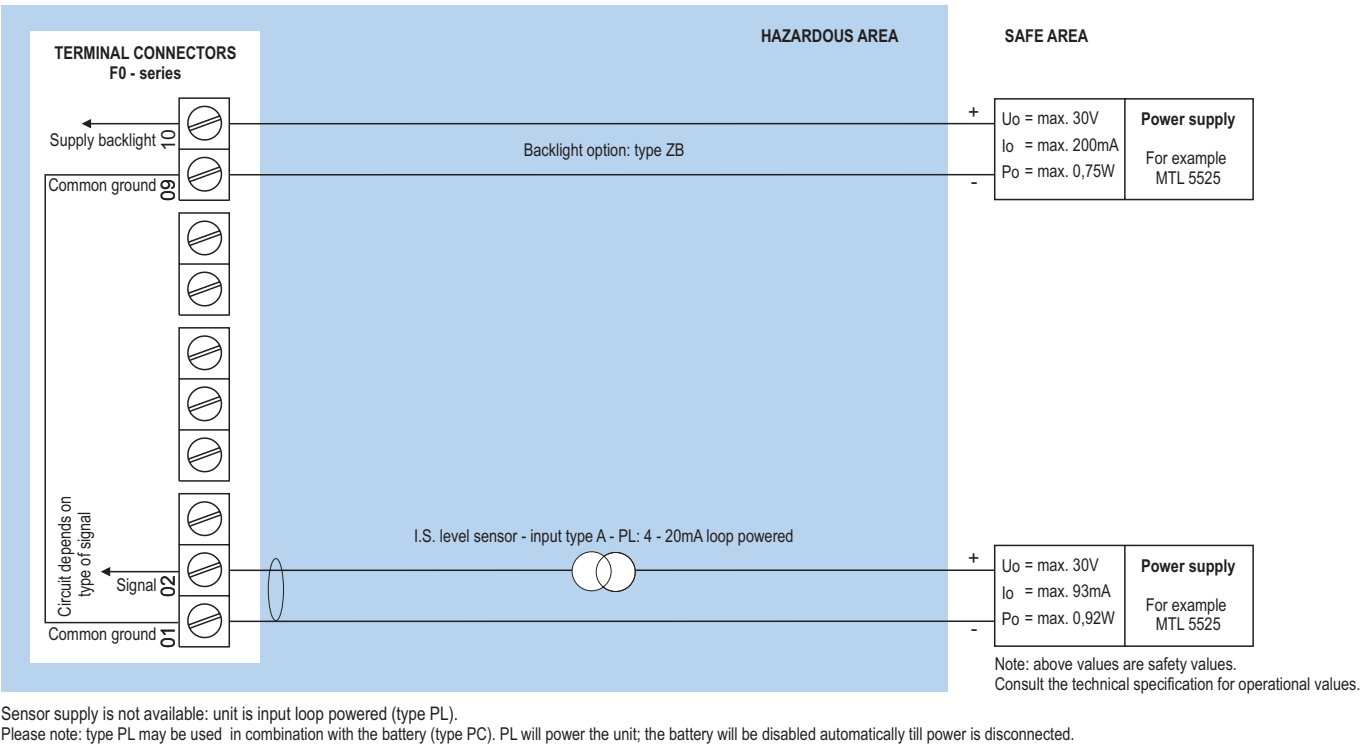 HAZARDOUS AREA
SAFE AREA
TERMINAL CONNECTORS
F0 - series
Supply backlight
10
Common ground
09
Backlight option: type ZB
+
-
Uo = max. 30V
Io = max. 200mA
Po = max. 0,75W
Power supply
For example
MTL 5525
Circuit depends on
type of signal
Signal
02
Common ground
01
I.S. level sensor - input type A - PL: 4 - 20mA loop powered
+
-
Uo = max. 30V
Io = max. 93mA
Po = max. 0,92W
Power supply
For example
MTL 5525
Note: above values are safety values.
Consult the technical specification for operational values.
Sensor supply is not available: unit is input loop powered (type PL).
Please note: type PL may be used in combination with the battery (type PC). PL will power the unit; the battery will be disabled automatically till power is disconnected.